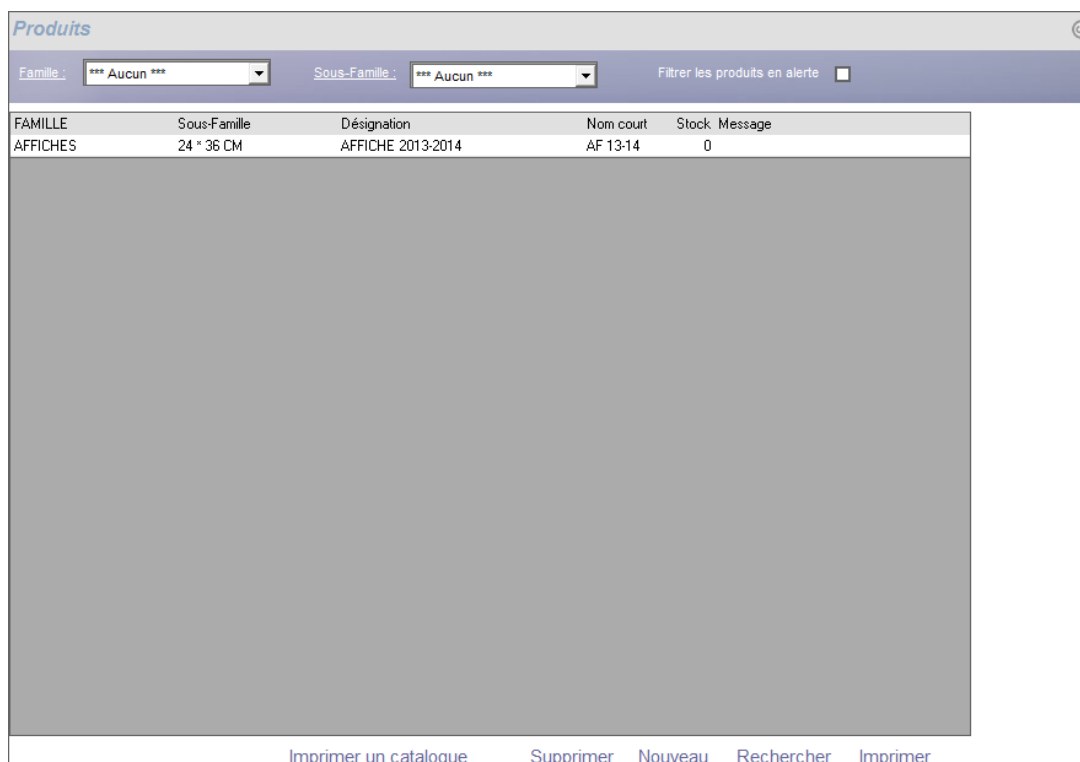 Produits
Famille : *** Aucun *** Sous-Famille : *** Aucun *** Filtrer les produits en alerte
FAMILLE Sous-Famille Désignation Nom court Stock Message
AFFICHES 24 * 36 CM AFFICHE 2013-2014 AF 13-14 0
Imprimer un catalogue Supprimer Nouveau Rechercher Imprimer